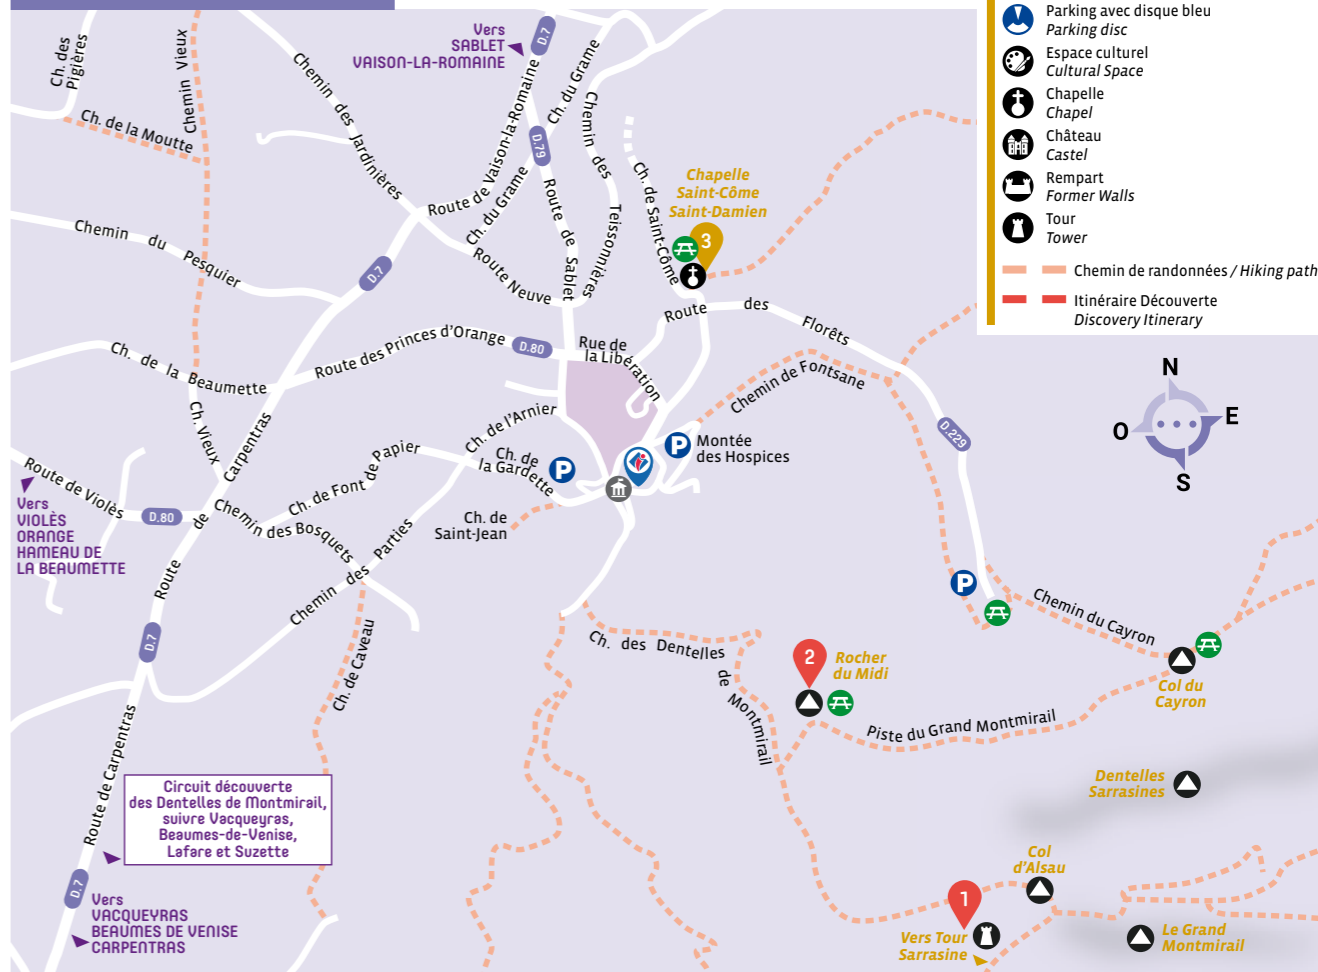 Parking avec disque bleu
Parking disc
Espace culturel
Cultural Space
Chapelle
Chapel
Château
Castel
Rempart
Former Walls
Tour
Tower
Chemin de randonnées / Hiking path
Itinéraire Découverte
Discovery Itinerary
N
E
S
O
Ch. des
Pigières
Chemin Vieux
Ch. de la Moutte
Chemin des Jardinières
Vers
SABLET
VAISON-LA-ROMAINE
D.7
Ch. du Grame
D.79
Route de Vaison-la-Romaine
Ch. du Grame
Chemin des Teissonnières
Route de Sablet
Ch. de Saint-Côme
Chapelle
Saint-Côme
Saint-Damien
3
Chemin du Pesquier
D.7
Route Neuve
Route des Florêts
Route des Princes d'Orange
D.80
Rue de
la Libération
Ch. de la Beaumette
Chemin de Fontsane
Ch. Vieux
Ch. de l'Arnier
Ch. de
la Gardette
P
P
Montée
des Hospices
D.229
Route de Violès
D.80
Vers
VIOLÈS
ORANGE
HAMEAU DE
LA BEAUMETTE
Route de Carpentras
Ch. de Font de Papier
Chemin des Bosquets
Ch. de
Saint-Jean
Chemin des Parties
P
Chemin du Cayron
D.7
Ch. de Caveau
Ch. des Dentelles
de Montmirail
2
Rocher
du Midi
Col du
Cayron
Piste du Grand Montmirail
Route de Carpentras
Dentelles
Sarrasines
Circuit découverte
des Dentelles de Montmirail,
suivre Vacqueyras,
Beaumes-de-Venise,
Lafare et Suzette
Col
d'Alsau
1
D.7
Vers
VACQUEYRAS
BEAUMES DE VENISE
CARPENTRAS
Vers Tour
Sarrasine
Le Grand
Montmirail